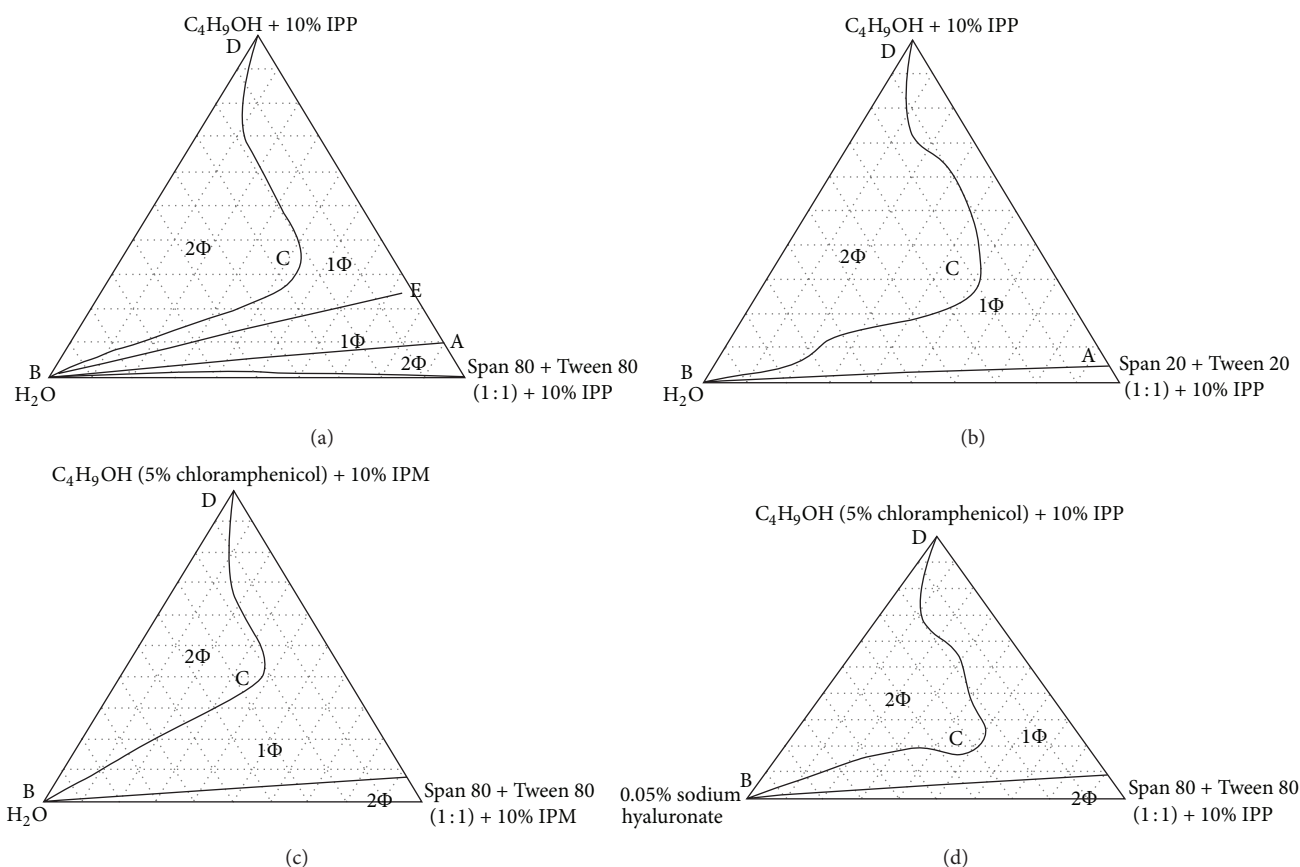 C₄H₉OH + 10% IPP
D
2Φ
C
1Φ
E
1Φ
A
2Φ
B
H₂O
Span 80 + Tween 80
(1:1) + 10% IPP
(a)
C₄H₉OH + 10% IPP
D
2Φ
C
1Φ
A
B
H₂O
Span 20 + Tween 20
(1:1) + 10% IPP
(b)
C₄H₉OH (5% chloramphenicol) + 10% IPM
D
2Φ
C
1Φ
B
H₂O
2Φ
Span 80 + Tween 80
(1:1) + 10% IPM
(c)
C₄H₉OH (5% chloramphenicol) + 10% IPP
D
2Φ
C
1Φ
B
0.05% sodium
hyaluronate
2Φ
Span 80 + Tween 80
(1:1) + 10% IPP
(d)